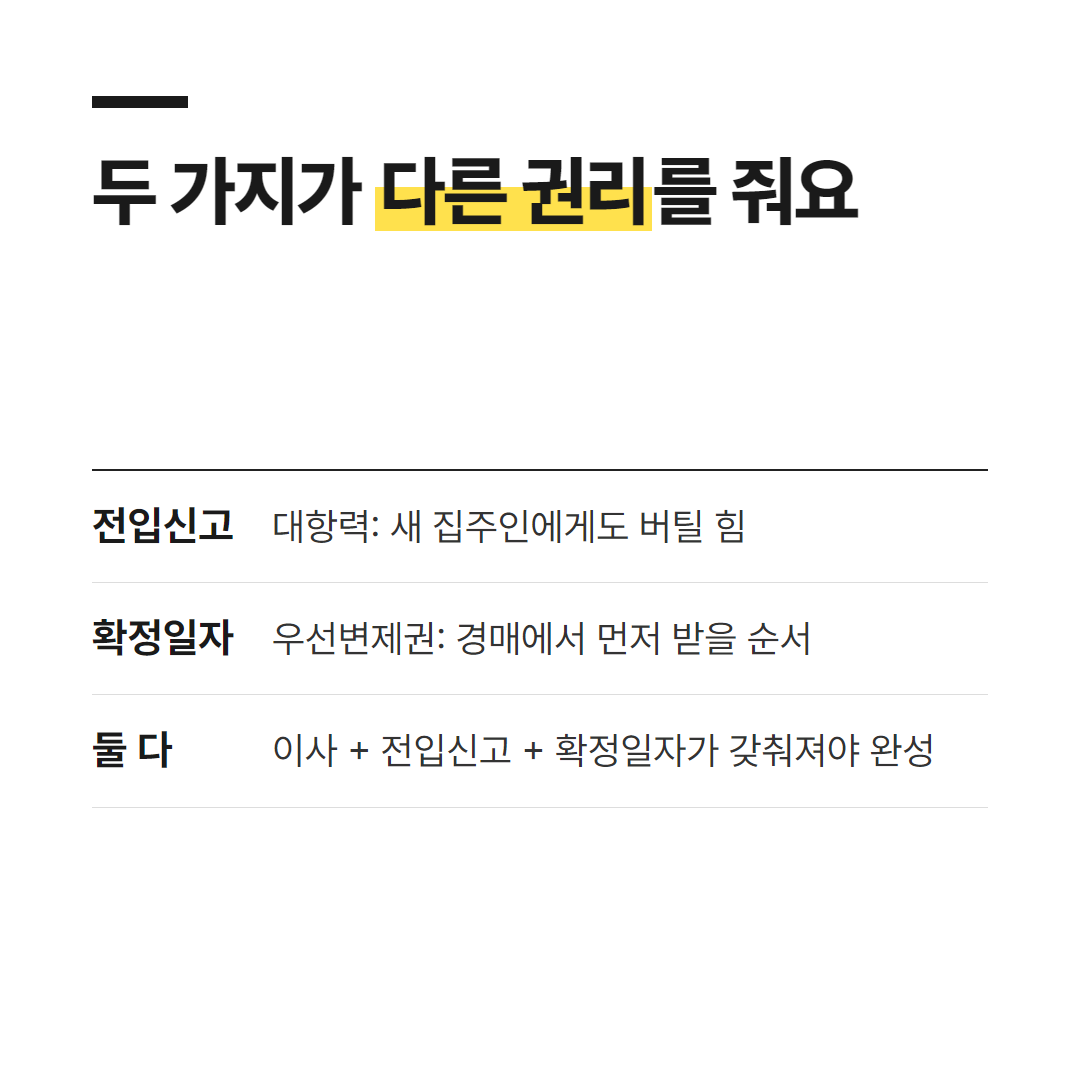 두 가지가 다른 권리를 줘요
전입신고 대항력: 새 집주인에게도 버틸 힘
확정일자 우선변제권: 경매에서 먼저 받을 순서
둘 다 이사 + 전입신고 + 확정일자가 갖춰져야 완성